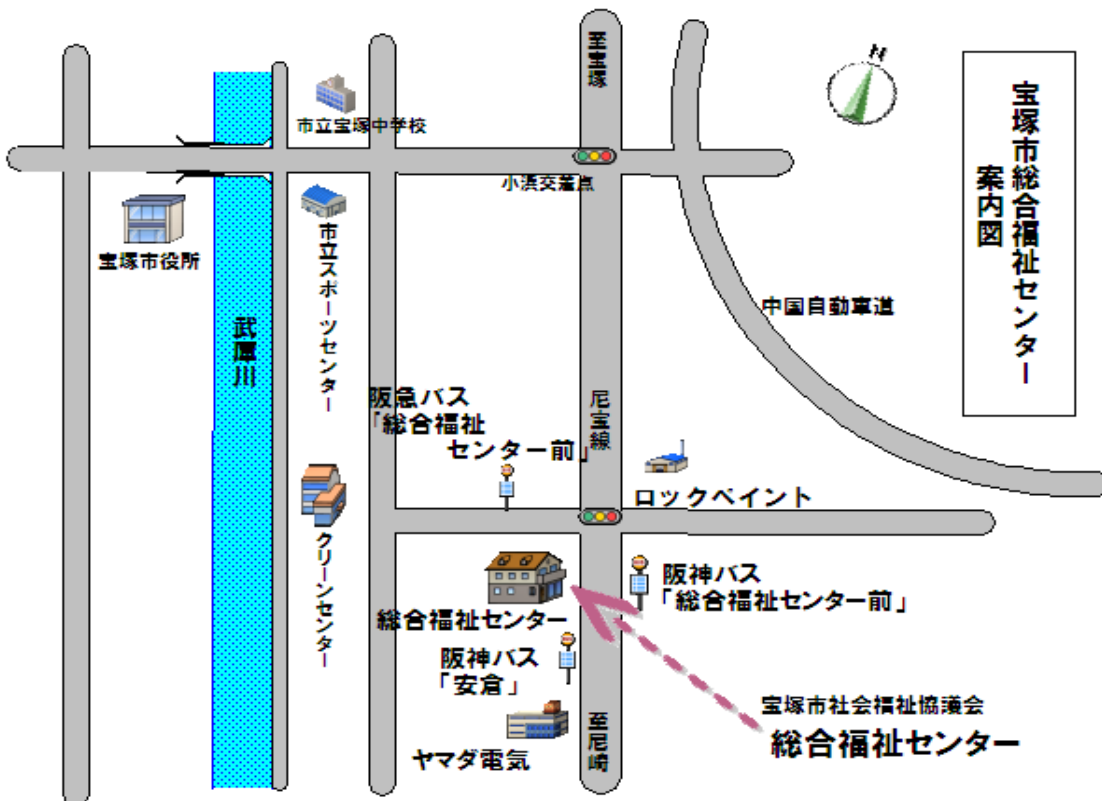 宝塚市総合福祉センター
案内図
N
至宝塚
市立宝塚中学校
小浜交差点
宝塚市役所
市立スポーツセンター
武庫川
中国自動車道
阪急バス
「総合福祉
センター前」
尼宝線
ロックペイント
クリーンセンター
総合福祉センター
阪神バス
「総合福祉センター前」
阪神バス
「安倉」
ヤマダ電気
至尼崎
宝塚市社会福祉協議会
総合福祉センター